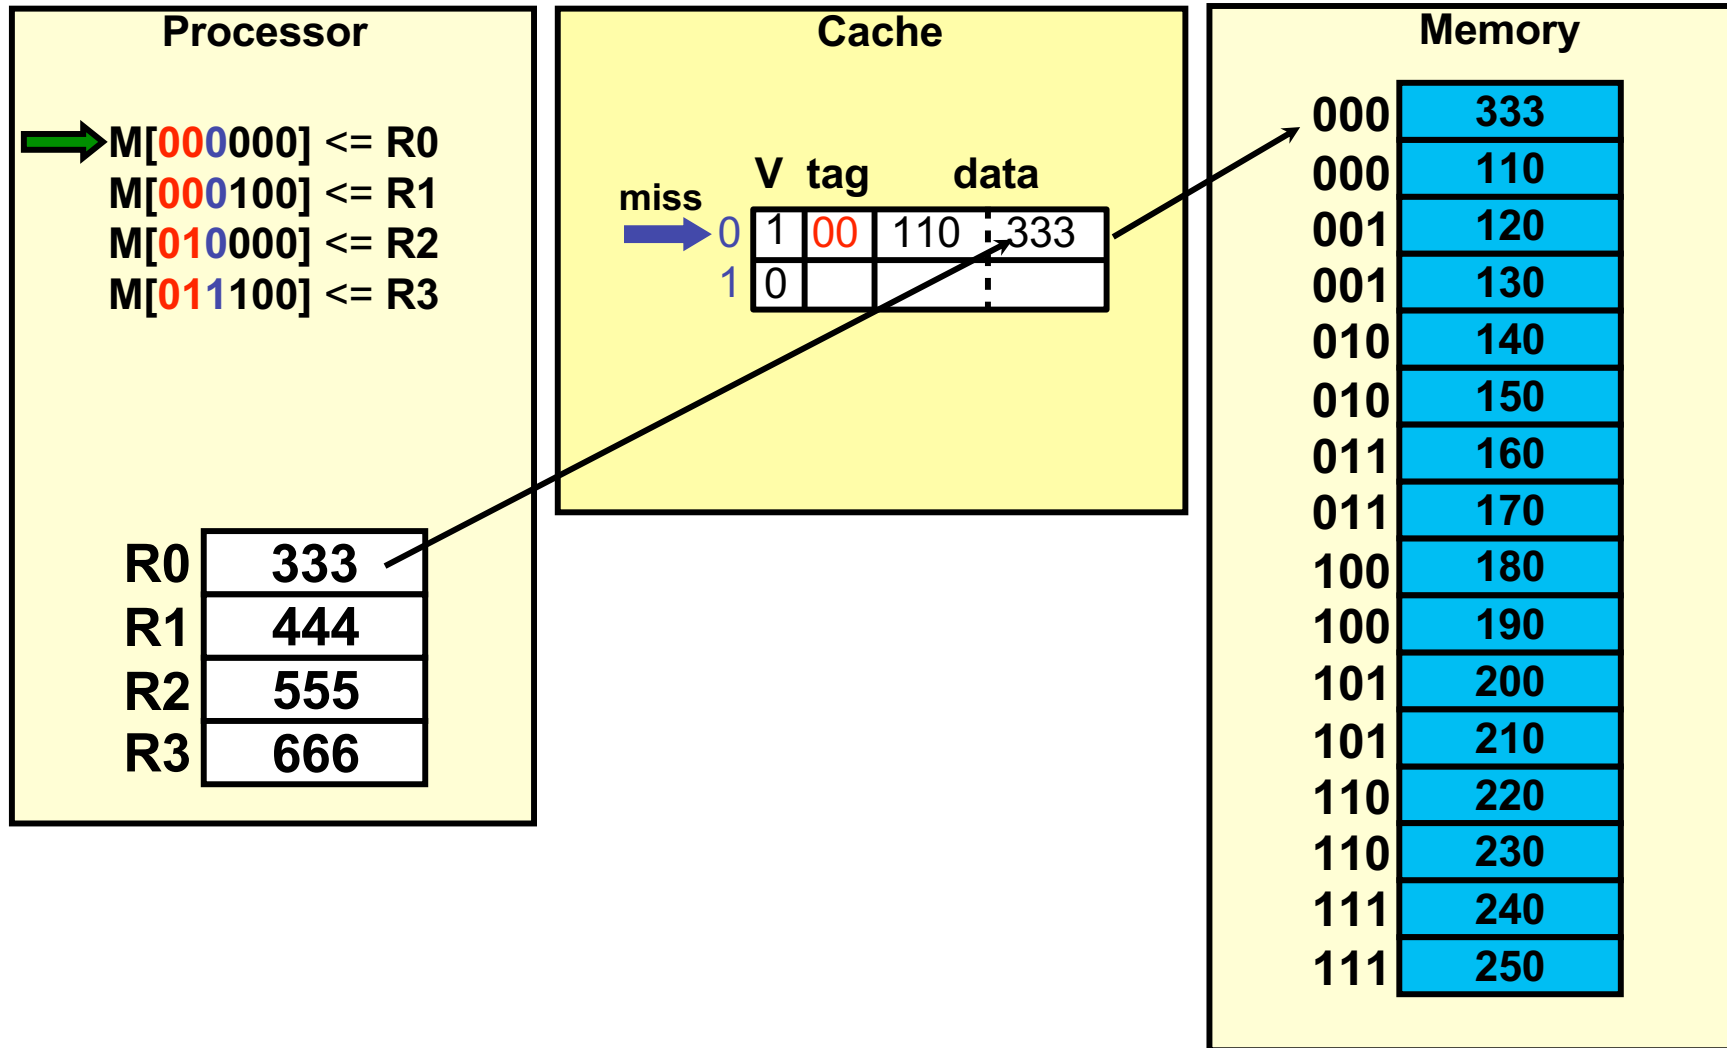 Processor
M[000000] <= R0
M[000100] <= R1
M[010000] <= R2
M[011100] <= R3
R0 333
R1 444
R2 555
R3 666
Cache
V tag data
miss
0 1 00 110 333
1 0
Memory
000 333
000 110
001 120
001 130
010 140
010 150
011 160
011 170
100 180
100 190
101 200
101 210
110 220
110 230
111 240
111 250